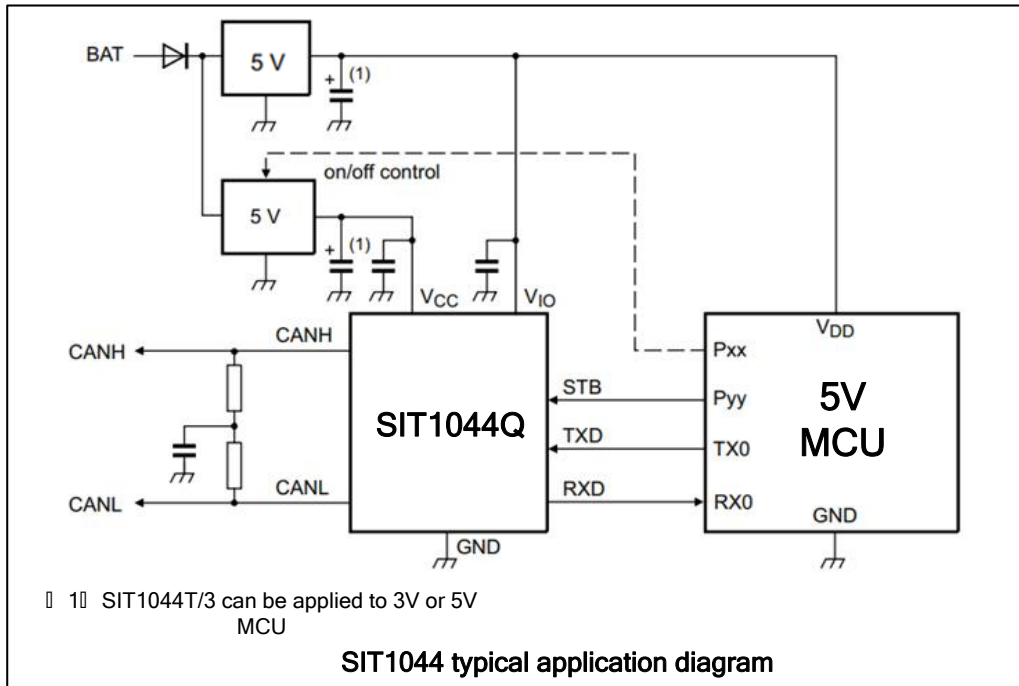 BAT
5 V
+ (1)
on/off control
5 V
+ (1)
VCC
VIO
CANH
CANH
CANL
CANL
SIT1044Q
GND
STB
TXD
RXD
VDD
Pxx
Pyy
TX0
RX0
5V
MCU
GND
1 SIT1044T/3 can be applied to 3V or 5V
MCU
SIT1044 typical application diagram